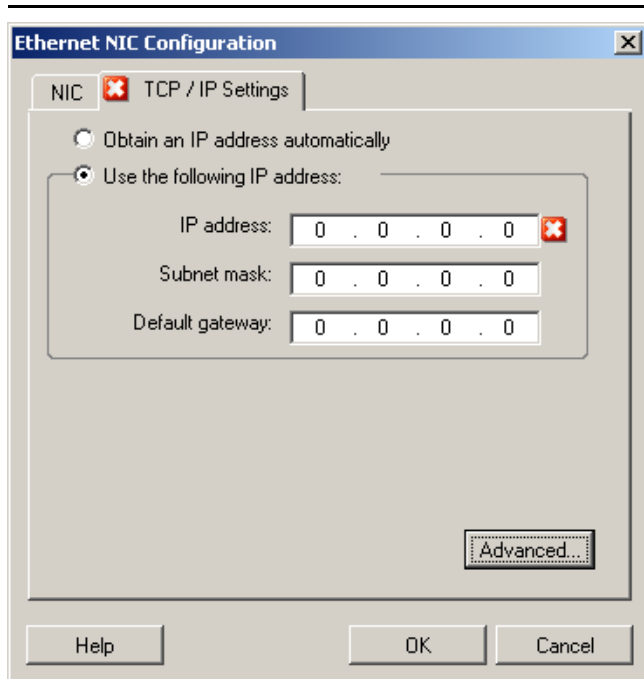 Ethernet NIC Configuration
NIC TCP / IP Settings
Obtain an IP address automatically
Use the following IP address:
IP address: 0 . 0 . 0 . 0
Subnet mask: 0 . 0 . 0 . 0
Default gateway: 0 . 0 . 0 . 0
Advanced...
Help OK Cancel